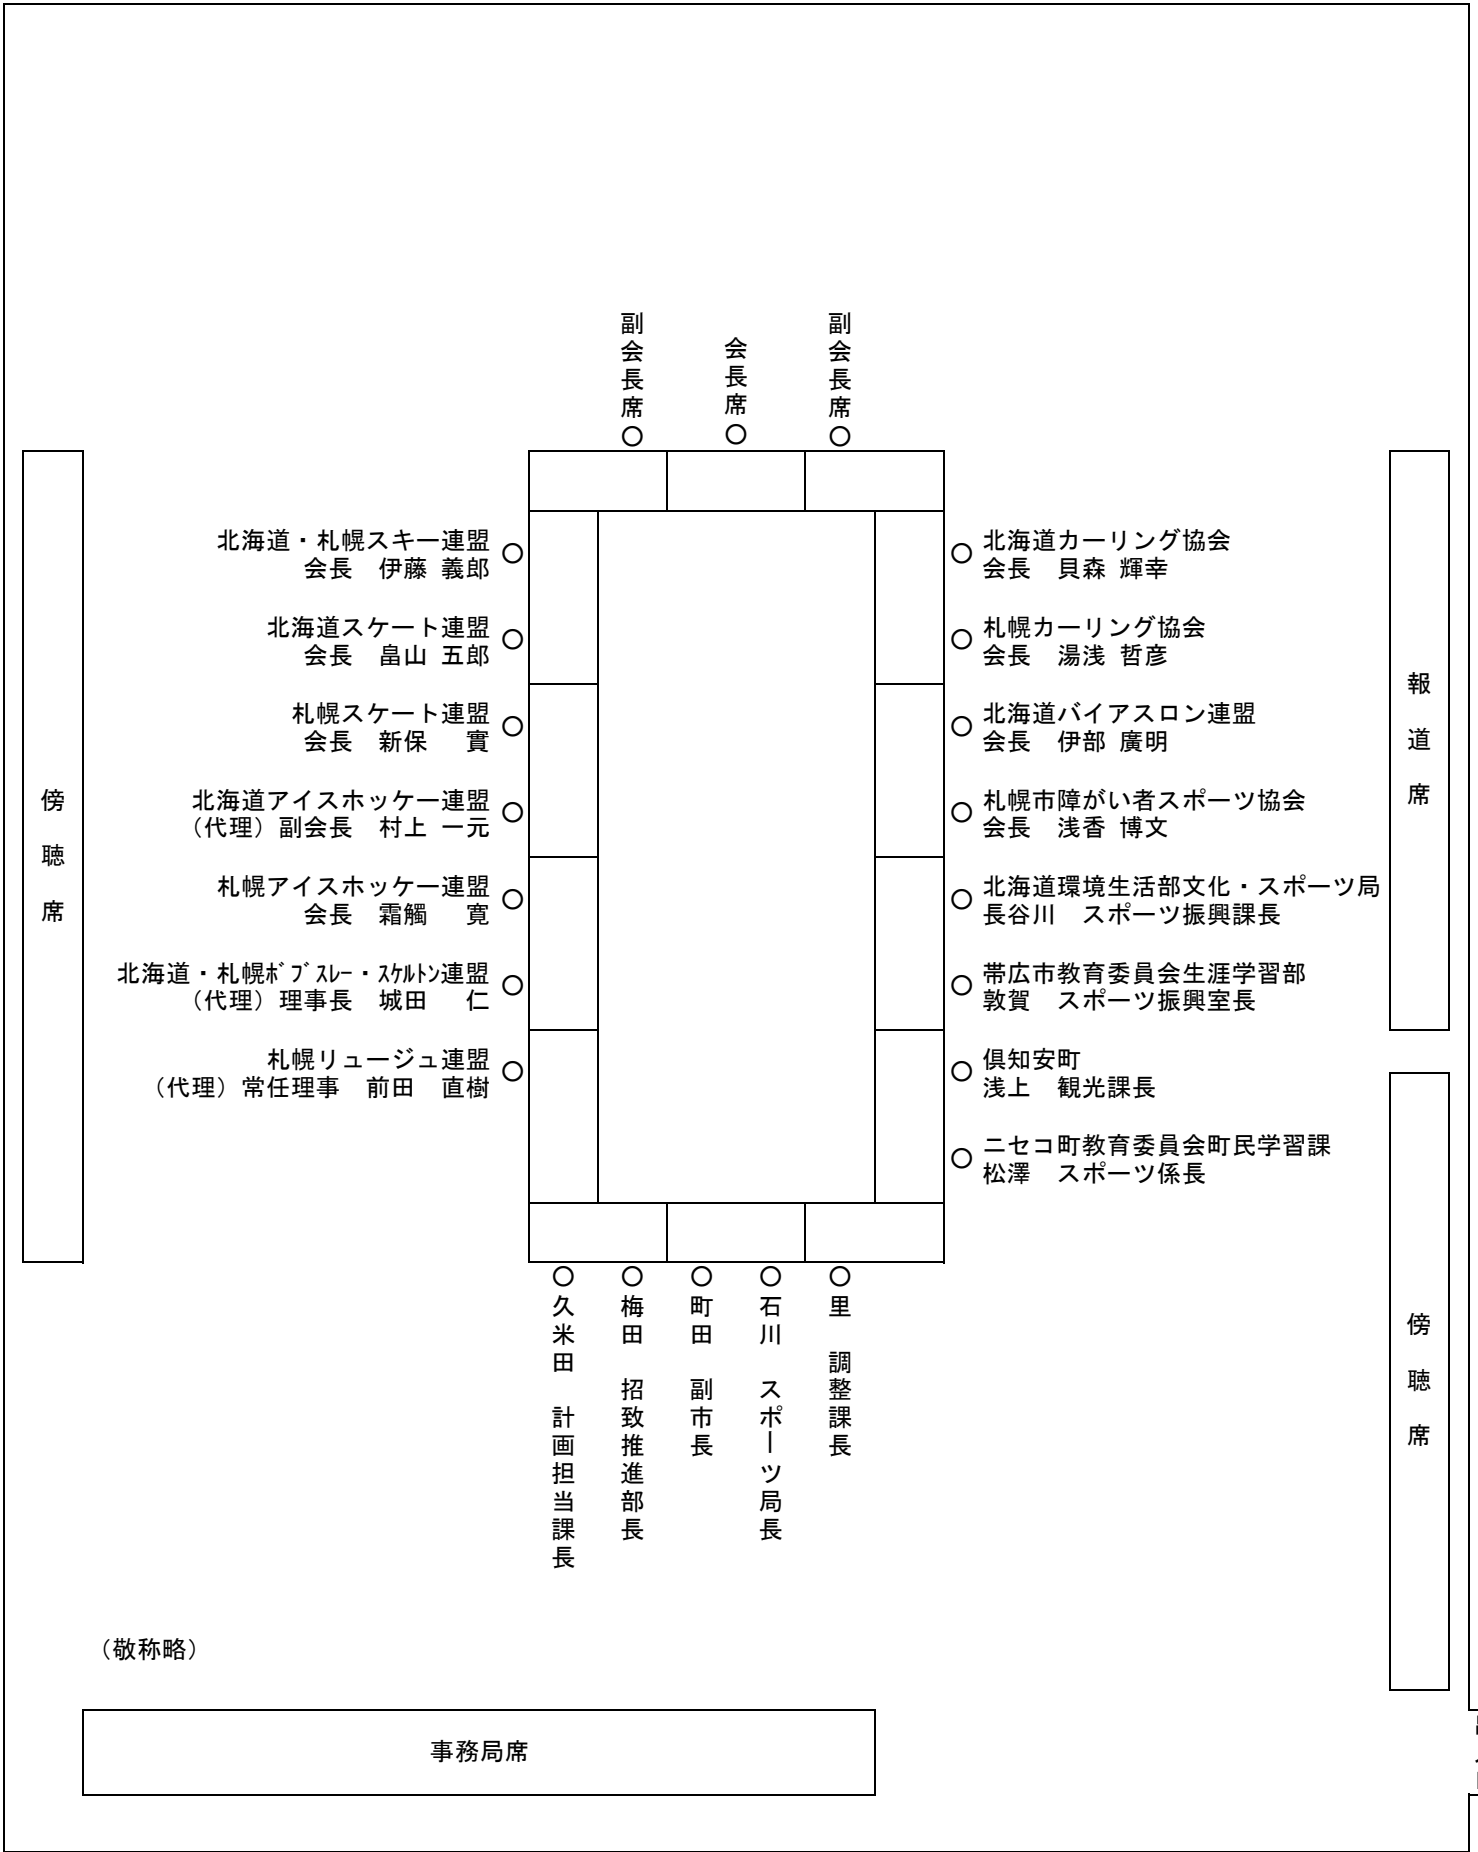 副会長席
会長席
副会長席
北海道・札幌スキー連盟
会長　伊藤 義郎
北海道スケート連盟
会長　畠山 五郎
札幌スケート連盟
会長　新保　 實
北海道アイスホッケー連盟
（代理）副会長　村上 一元
札幌アイスホッケー連盟
会長　霜觸　 寛
北海道・札幌ﾎﾞﾌﾞｽﾚｰ・ｽｹﾙﾄﾝ連盟
（代理）理事長　城田　 仁
札幌リュージュ連盟
（代理）常任理事　前田　直樹
北海道カーリング協会
会長　貝森 輝幸
札幌カーリング協会
会長　湯浅 哲彦
北海道バイアスロン連盟
会長　伊部 廣明
札幌市障がい者スポーツ協会
会長　浅香 博文
北海道環境生活部文化・スポーツ局
長谷川　スポーツ振興課長
帯広市教育委員会生涯学習部
敦賀　スポーツ振興室長
倶知安町
浅上　観光課長
ニセコ町教育委員会町民学習課
松澤　スポーツ係長
傍聴席
報道席
傍聴席
久米田　計画担当課長
梅田　招致推進部長
町田　副市長
石川　スポーツ局長
里　調整課長
（敬称略）
事務局席